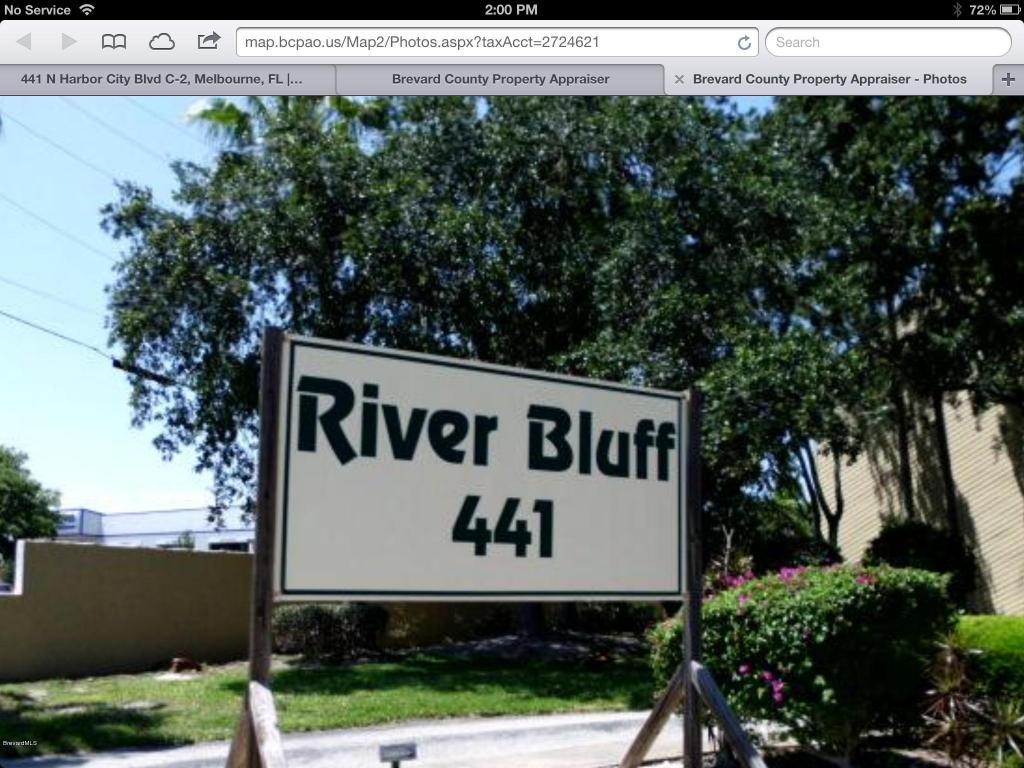 No Service
2:00 PM
72%
map.bcpao.us/Map2/Photos.aspx?taxAcct=2724621
Search
441 N Harbor City Blvd C-2, Melbourne, FL |...
Brevard County Property Appraiser
Brevard County Property Appraiser - Photos
River Bluff
441
BrevardMLS